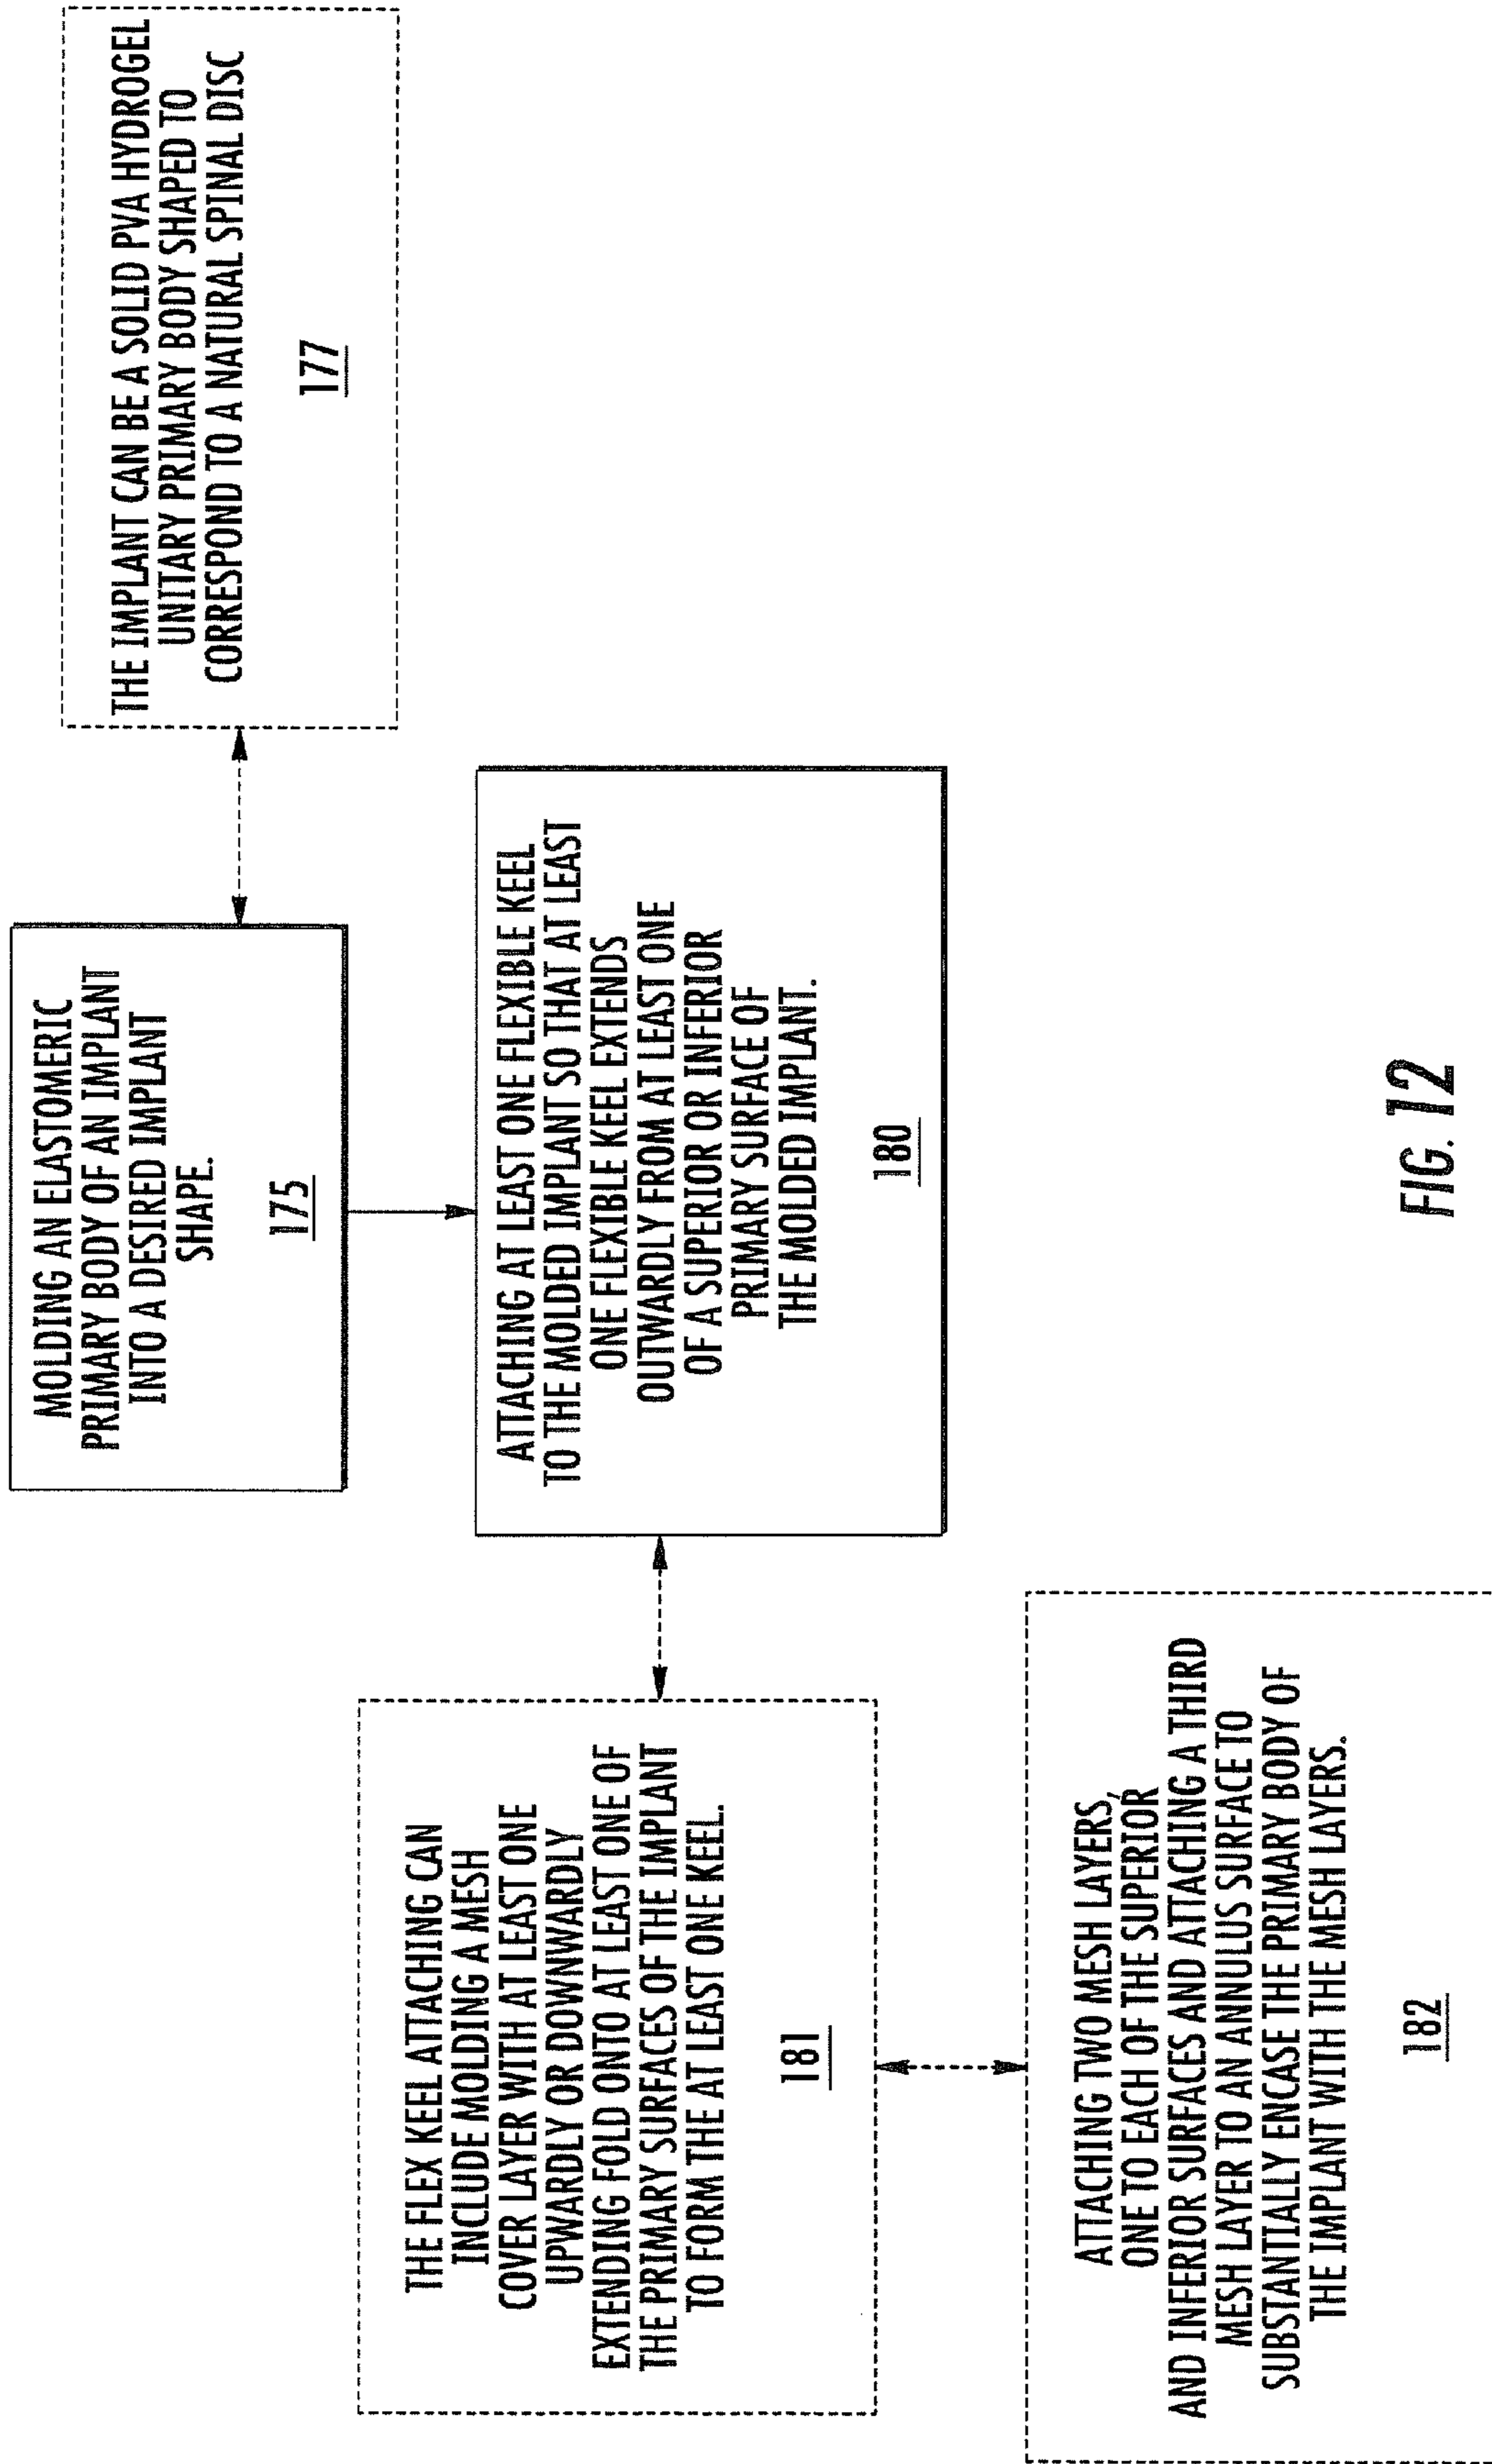 MOLDING AN ELASTOMERIC
PRIMARY BODY OF AN IMPLANT
INTO A DESIRED IMPLANT
SHAPE.
175
THE IMPLANT CAN BE A SOLID PVA HYDROGEL
UNITARY PRIMARY BODY SHAPED TO
CORRESPOND TO A NATURAL SPINAL DISC
177
ATTACHING AT LEAST ONE FLEXIBLE KEEL
TO THE MOLDED IMPLANT SO THAT AT LEAST
ONE FLEXIBLE KEEL EXTENDS
OUTWARDLY FROM AT LEAST ONE
OF A SUPERIOR OR INFERIOR
PRIMARY SURFACE OF
THE MOLDED IMPLANT.
180
THE FLEX KEEL ATTACHING CAN
INCLUDE MOLDING A MESH
COVER LAYER WITH AT LEAST ONE
UPWARDLY OR DOWNWARDLY
EXTENDING FOLD ONTO AT LEAST ONE OF
THE PRIMARY SURFACES OF THE IMPLANT
TO FORM THE AT LEAST ONE KEEL.
181
ATTACHING TWO MESH LAYERS,
ONE TO EACH OF THE SUPERIOR
AND INFERIOR SURFACES AND ATTACHING A THIRD
MESH LAYER TO AN ANNULUS SURFACE TO
SUBSTANTIALLY ENCASE THE PRIMARY BODY OF
THE IMPLANT WITH THE MESH LAYERS.
182
FIG. 12